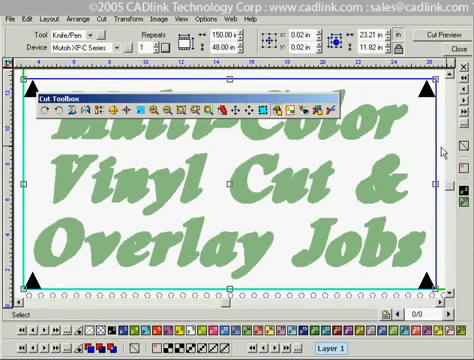 ©2005 CADlink Technology Corp : www.cadlink.com : sales@cadlink.com
Edit Layout Arrange Image View Options Web Help
Tool Knife/Pen Repeats 150.00 in x: 0.02 in 23.21 in Cut Preview
Device Mutoh XP-C Series 1 48.00 in y: 0.02 in 11.82 in Close
Cut Toolbox
Multi-Color
Vinyl Cut &
Overlay Jobs
Select 0/0
Layer 1